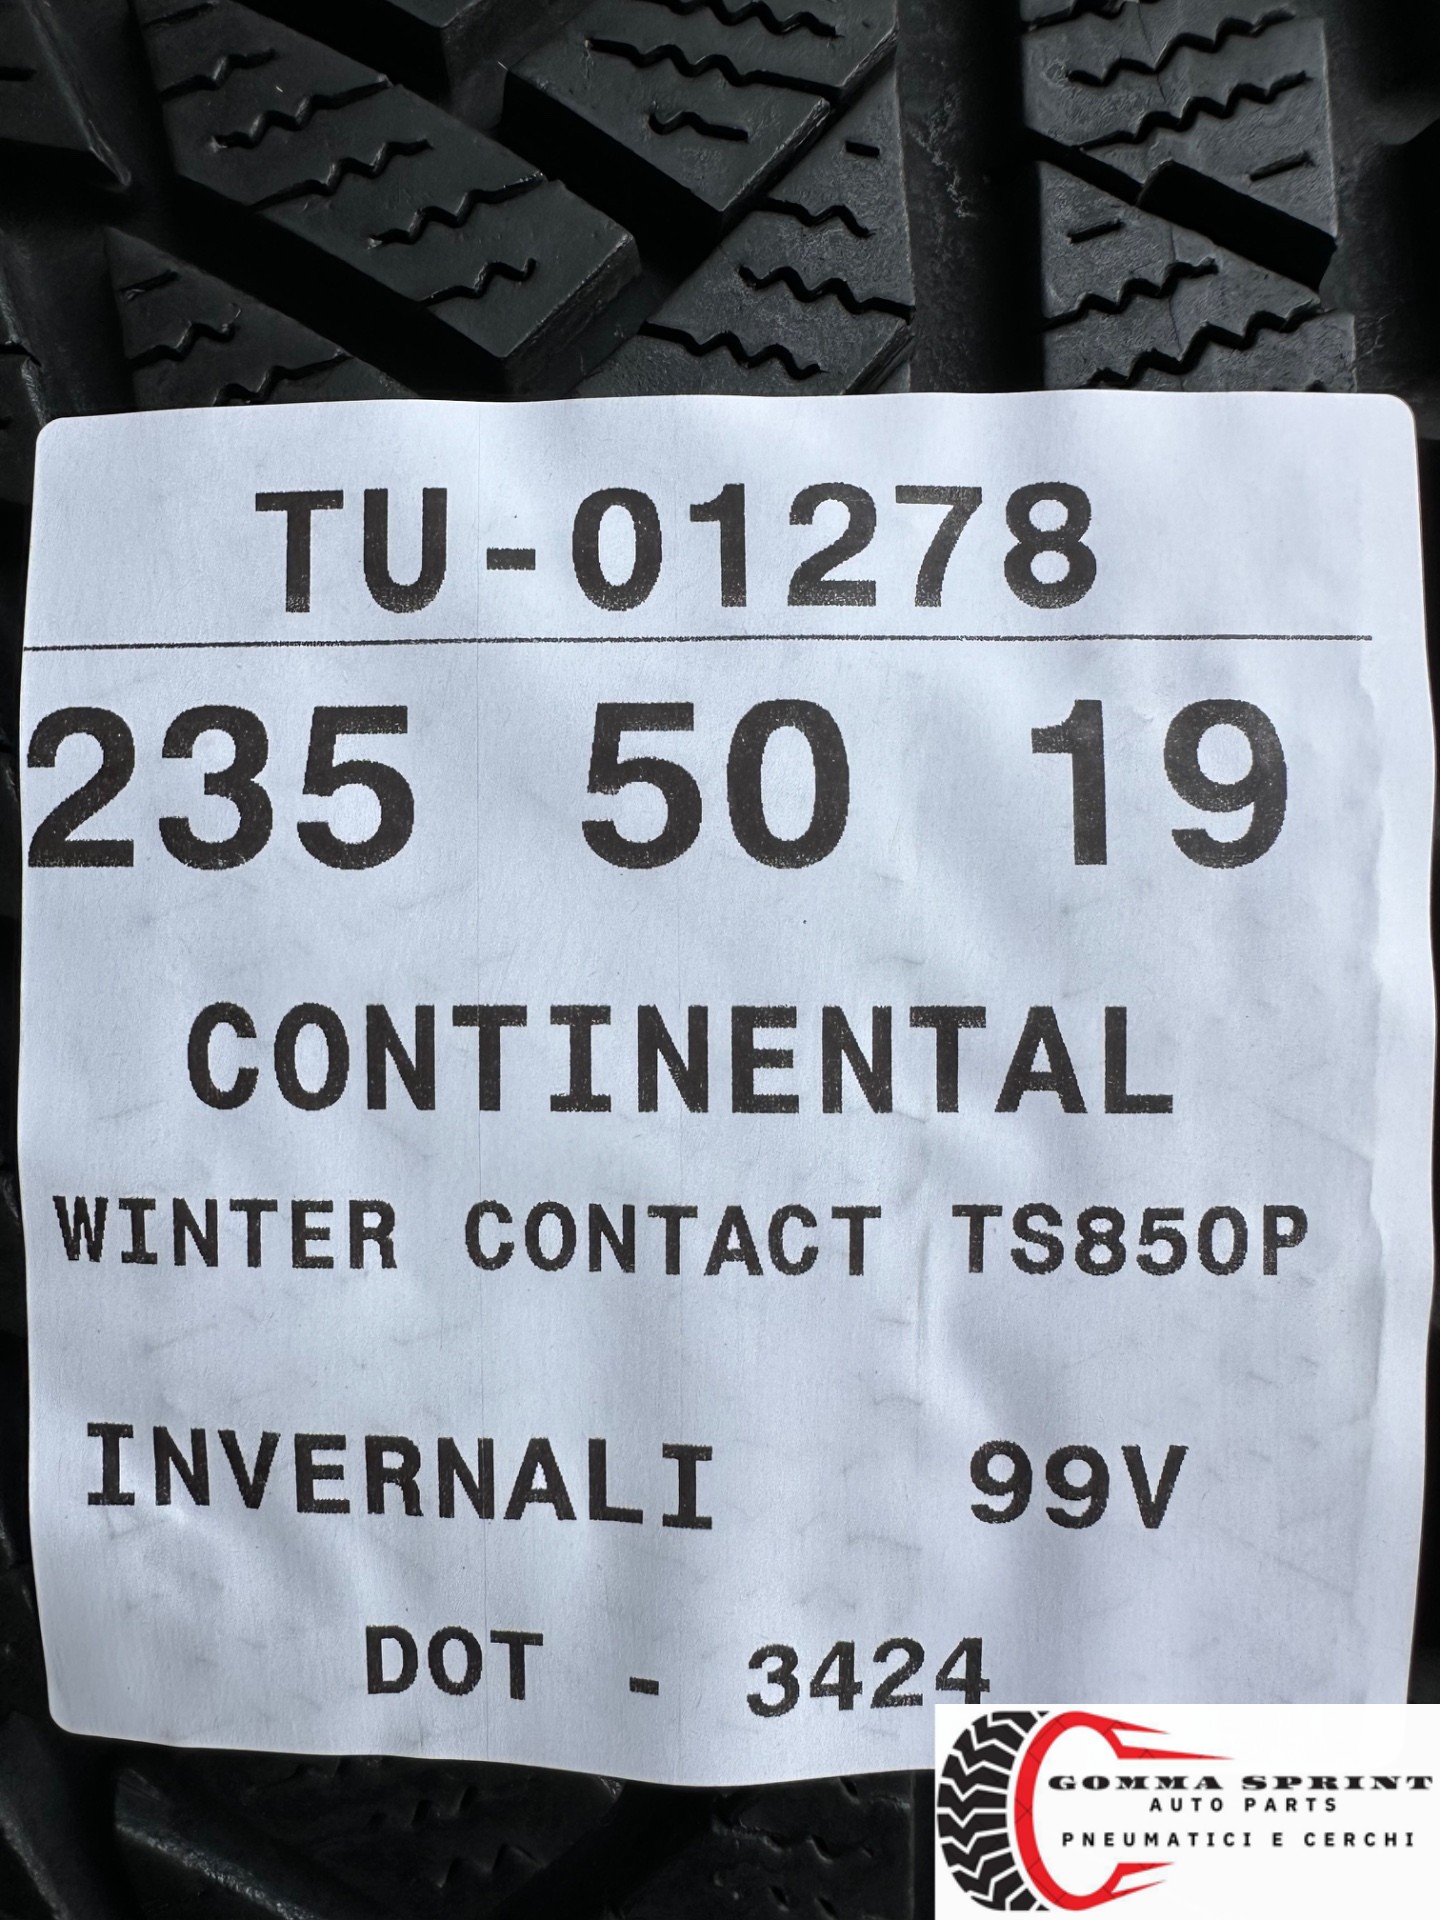 TU-01278
235 50 19
CONTINENTAL
WINTER CONTACT TS850P
INVERNALI 99V
DOT - 3424
GOMMA SPRINT
AUTO PARTS
PNEUMATICI E CERCHI